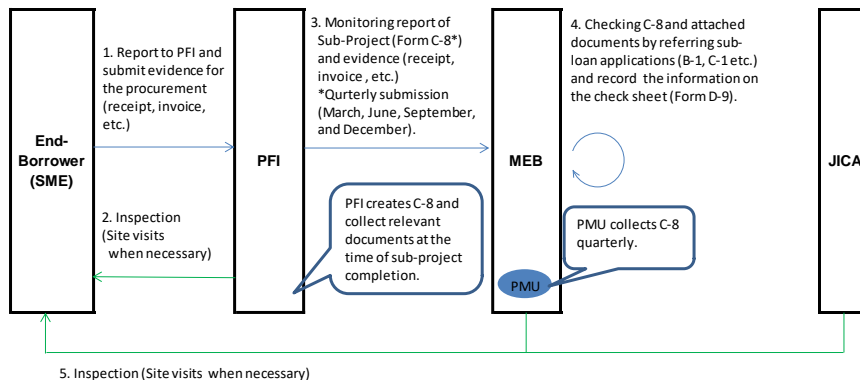 1. Report to PFI and
submit evidence for
the procurement
(receipt, invoice,
etc.)
3. Monitoring report of
Sub-Project (Form C-8*)
and evidence (receipt,
invoice , etc.)
*Qurterly submission
(March, June, September,
and December).
4. Checking C-8 and attached
documents by referring sub-
loan applications (B-1, C-1 etc.)
and record the information on
the check sheet (Form D-9).
End-
Borrower
(SME)
PFI
MEB
JICA
2. Inspection
(Site visits
when necessary)
PFI creates C-8 and
collect relevant
documents at the
time of sub-project
completion.
PMU collects C-8
quarterly.
PMU
5. Inspection (Site visits when necessary)